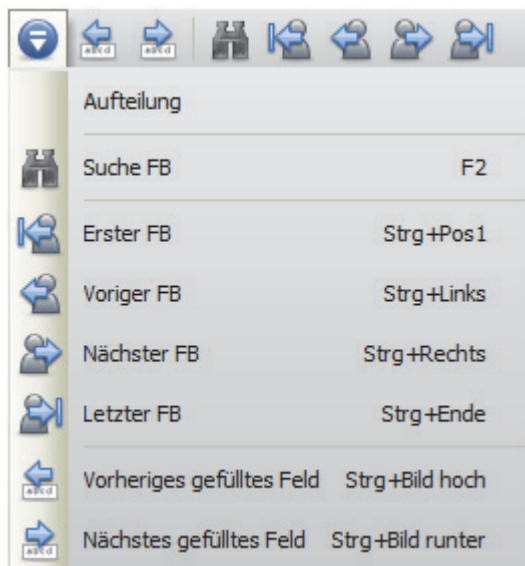 Aufteilung
Suche FB F2
Erster FB Strg+Pos1
Voriger FB Strg+Links
Nächster FB Strg+Rechts
Letzter FB Strg+Ende
Vorheriges gefülltes Feld Strg+Bild hoch
Nächstes gefülltes Feld Strg+Bild runter